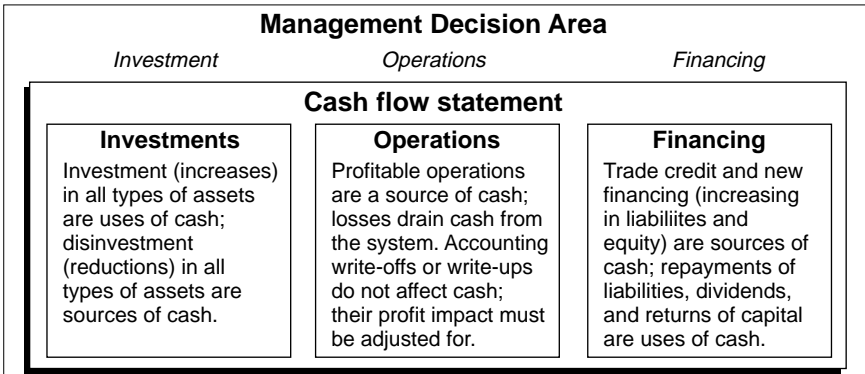 Management Decision Area
Investment Operations Financing
Cash flow statement
Investments
Investment (increases)
in all types of assets
are uses of cash;
disinvestment
(reductions) in all
types of assets are
sources of cash.
Operations
Profitable operations
are a source of cash;
losses drain cash from
the system. Accounting
write-offs or write-ups
do not affect cash;
their profit impact must
be adjusted for.
Financing
Trade credit and new
financing (increasing
in liabiliites and
equity) are sources of
cash; repayments of
liabilities, dividends,
and returns of capital
are uses of cash.